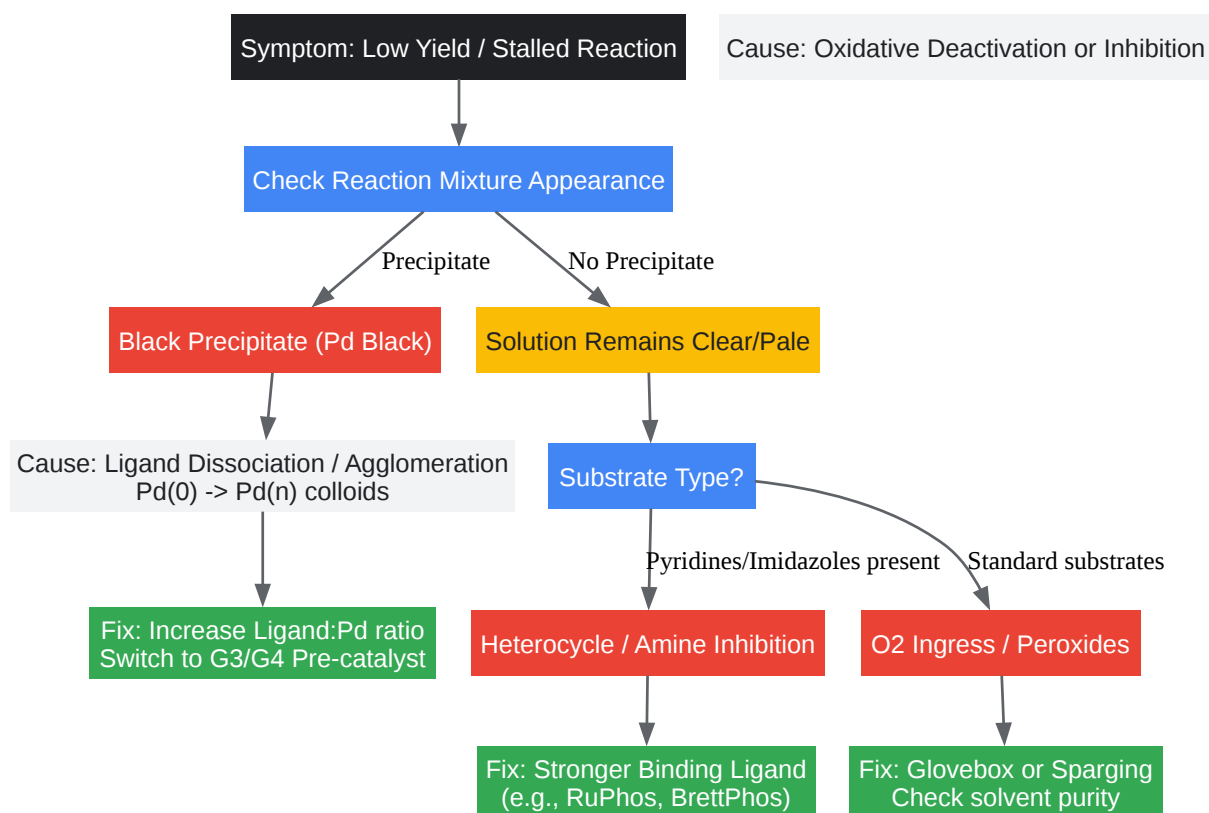 Symptom: Low Yield / Stalled Reaction
Cause: Oxidative Deactivation or Inhibition
Check Reaction Mixture Appearance
Precipitate
No Precipitate
Black Precipitate (Pd Black)
Solution Remains Clear/Pale
Cause: Ligand Dissociation / Agglomeration
Pd(0) -> Pd(n) colloids
Substrate Type?
Pyridines/Imidazoles present
Standard substrates
Fix: Increase Ligand:Pd ratio
Switch to G3/G4 Pre-catalyst
Heterocycle / Amine Inhibition
O2 Ingress / Peroxides
Fix: Stronger Binding Ligand
(e.g., RuPhos, BrettPhos)
Fix: Glovebox or Sparging
Check solvent purity